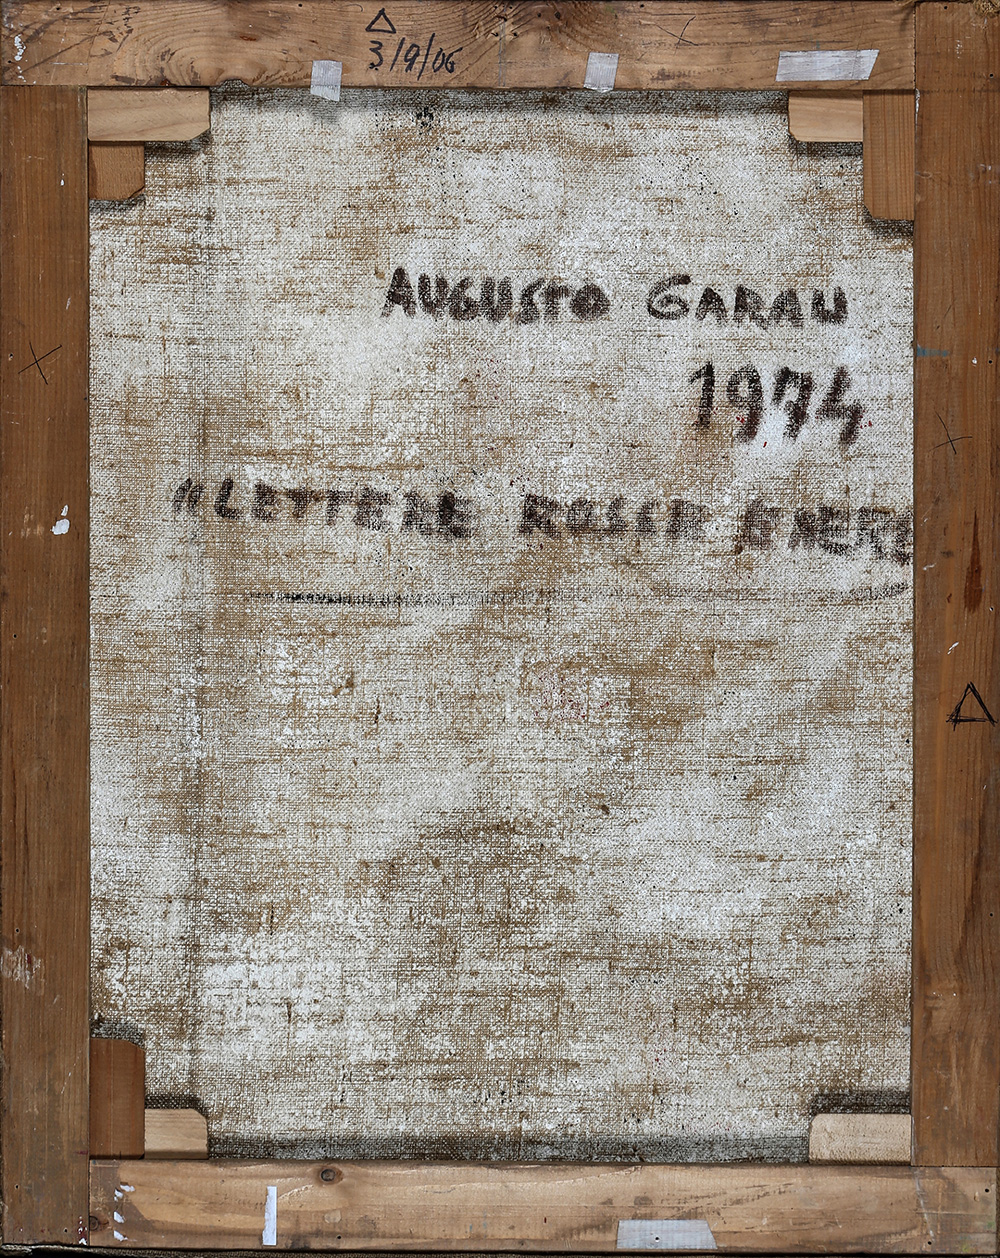 3/9/06
AUGUSTO GARAU
1974
"LETTERE ROSSE E NERE